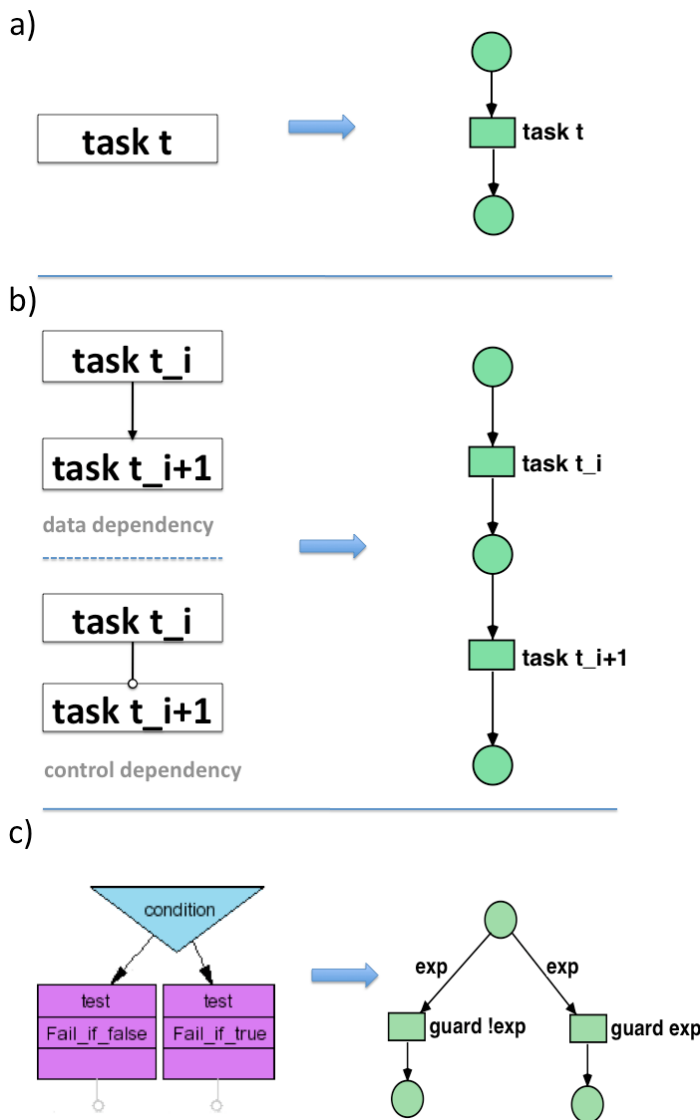 a)
task t
task t
b)
task t_i
task t_i+1
data dependency
task t_i
task t_i+1
control dependency
task t_i
task t_i+1
c)
condition
test
Fail_if_false
test
Fail_if_true
exp
exp
guard !exp
guard exp